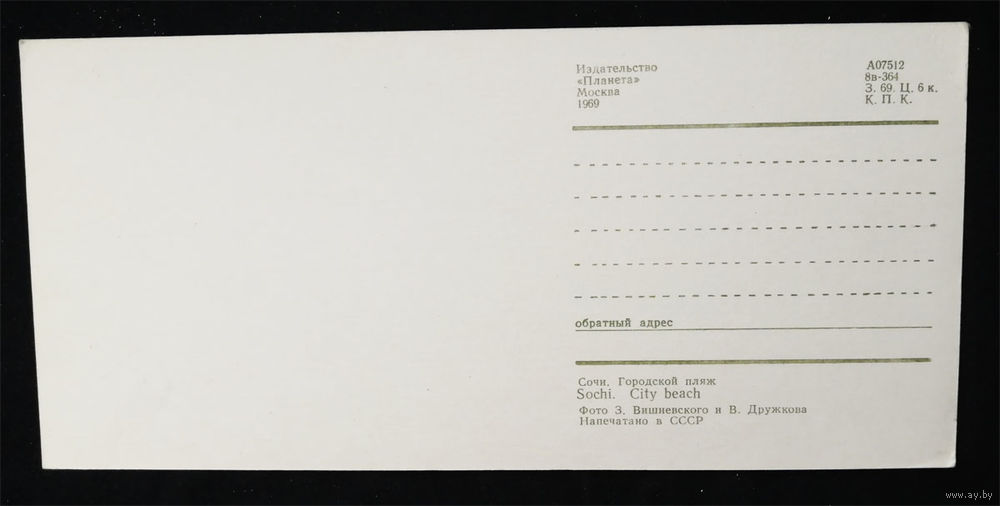 Издательство
«Планета»
Москва
1969
А07512
8в-364
З. 69. Ц. 6 к.
К. П. К.
обратный адрес
Сочи. Городской пляж
Sochi. City beach
Фото З. Вишневского и В. Дружкова
Напечатано в СССР
www.ay.by